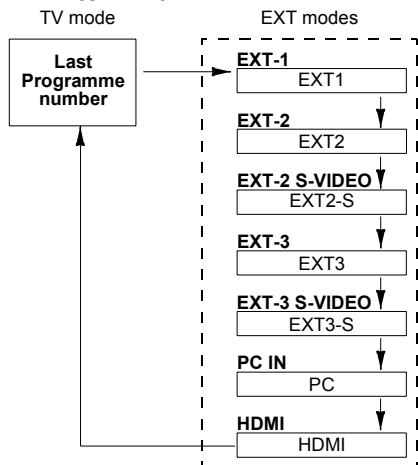 TV mode
EXT modes
Last
Programme
number
EXT-1
EXT1
EXT-2
EXT2
EXT-2 S-VIDEO
EXT2-S
EXT-3
EXT3
EXT-3 S-VIDEO
EXT3-S
PC IN
PC
HDMI
HDMI